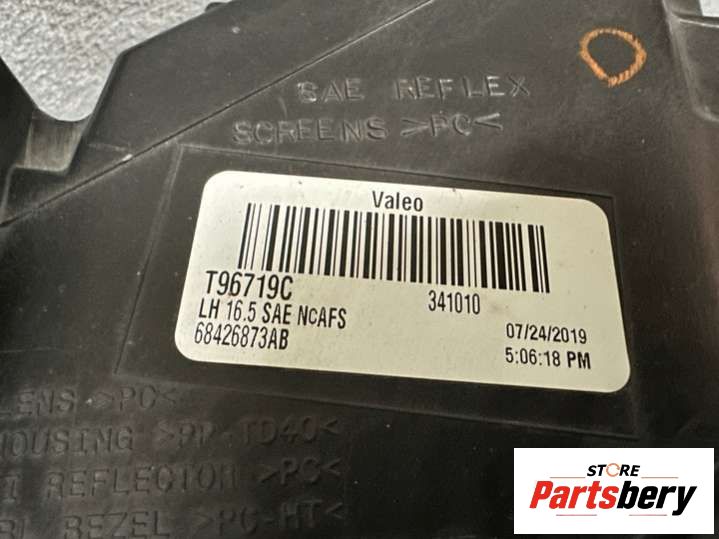 SAE REFLEX
SCREENS >PC<
Valeo
T96719C
341010
LH 16.5 SAE NcAFS
68426873AB
07/24/2019
5:06:18 PM
LENS >PC<
HOUSING >PP-TD40<
REFLECTOR >PC<
BEZEL >PC-HT<
STORE
Partsbery